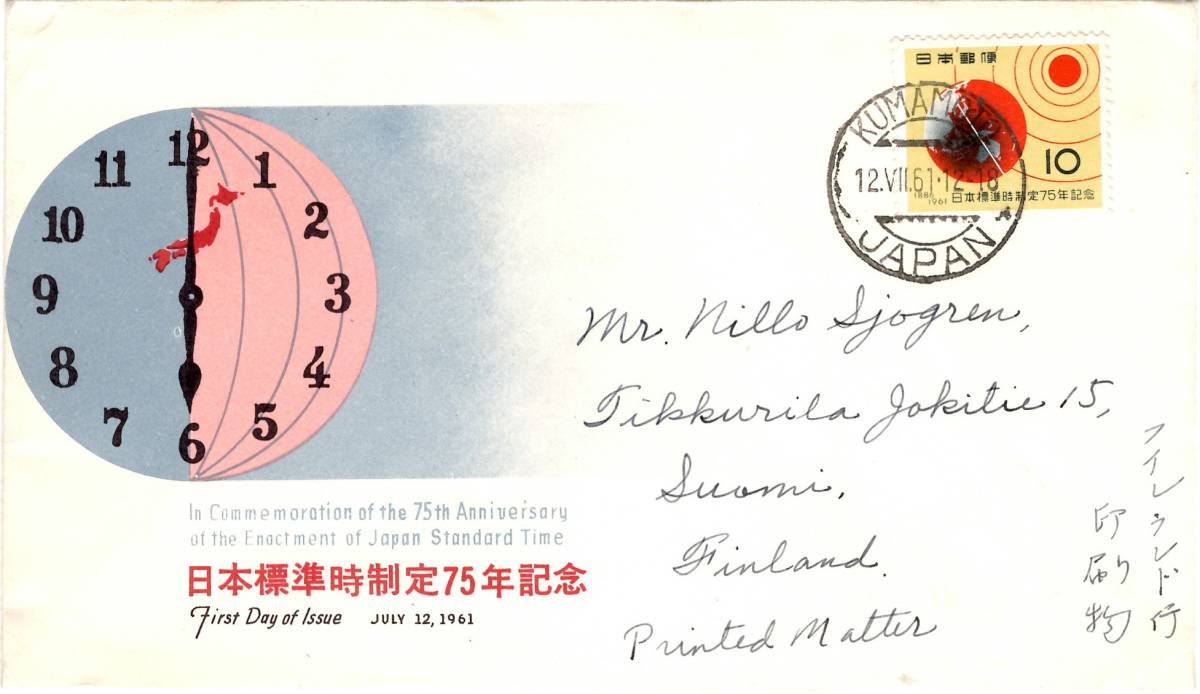 12
11
1
10
2
9
3
8
4
7
5
6
In Commemoration of the 75th Anniversary
of the Enactment of Japan Standard Time
日本標準時制定75年記念
First Day of Issue JULY 12, 1961
日本郵便
10
1886
1961
日本標準時制定75年記念
KUMAMOTO
12.VII.61.12-18
JAPAN
Mr. Nillo Sjogren,
Tikkurila Jokitie 15,
Suomi,
Finland.
Printed Matter
フィンランド行
印刷物